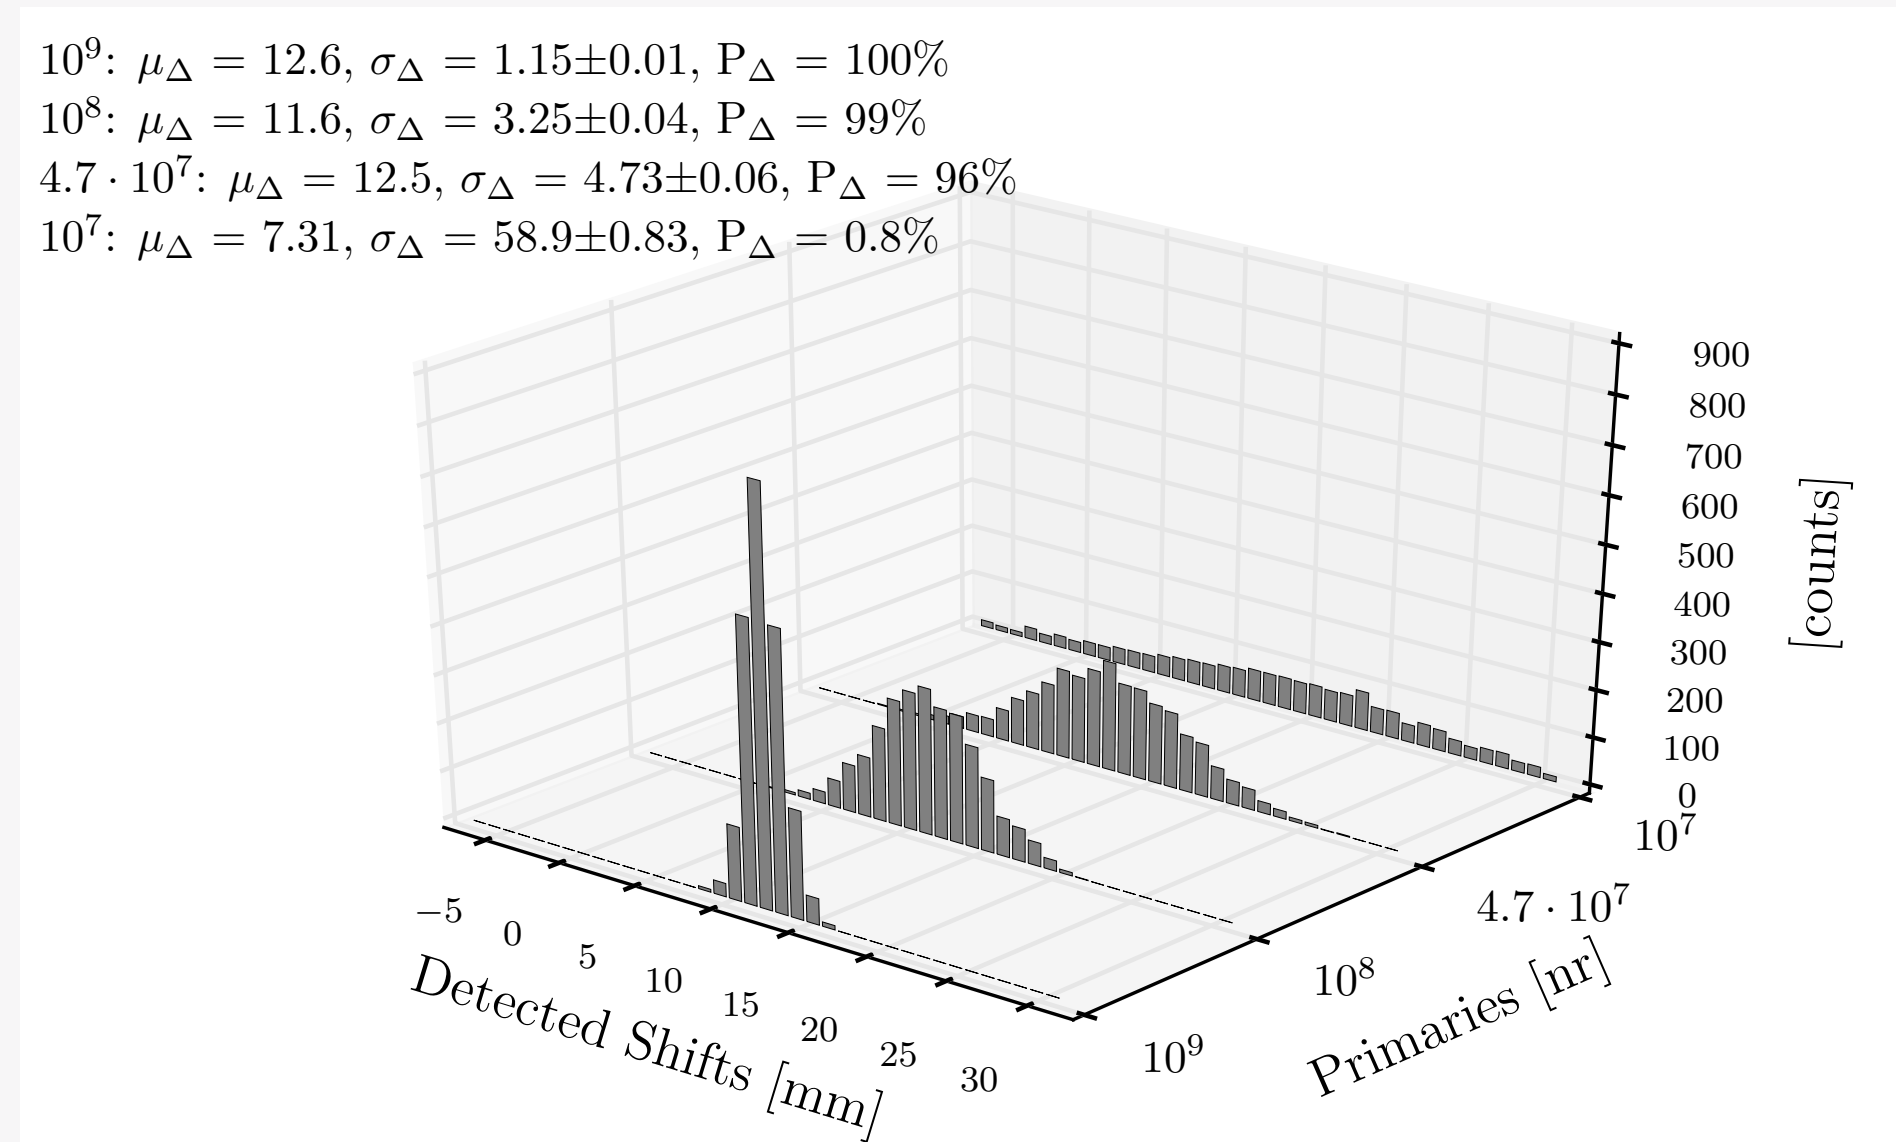 10⁹: μ_Δ = 12.6, σ_Δ = 1.15±0.01, P_Δ = 100%
10⁸: μ_Δ = 11.6, σ_Δ = 3.25±0.04, P_Δ = 99%
4.7 · 10⁷: μ_Δ = 12.5, σ_Δ = 4.73±0.06, P_Δ = 96%
10⁷: μ_Δ = 7.31, σ_Δ = 58.9±0.83, P_Δ = 0.8%
900
800
700
600
500
400
300
200
100
0
[counts]
10⁷
4.7 · 10⁷
10⁸
10⁹
Primaries [nr]
−5
0
5
10
15
20
25
30
Detected Shifts [mm]